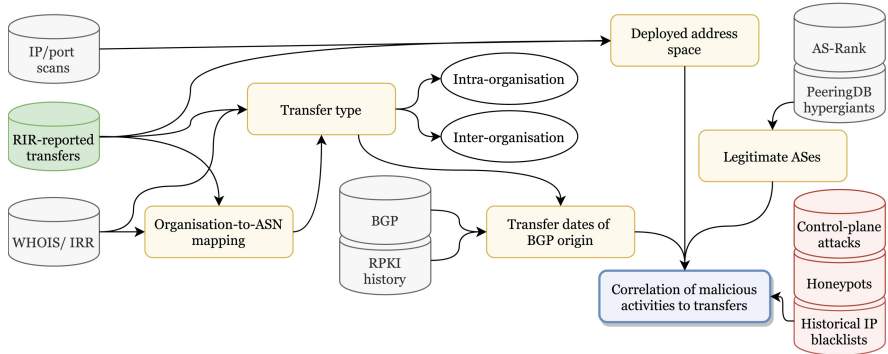 IP/port
scans
Deployed address
space
AS-Rank
PeeringDB
hypergiants
Intra-organisation
Transfer type
Inter-organisation
RIR-reported
transfers
Legitimate ASes
WHOIS/ IRR
Organisation-to-ASN
mapping
BGP
RPKI
history
Transfer dates of
BGP origin
Control-plane
attacks
Honeypots
Historical IP
blacklists
Correlation of malicious
activities to transfers